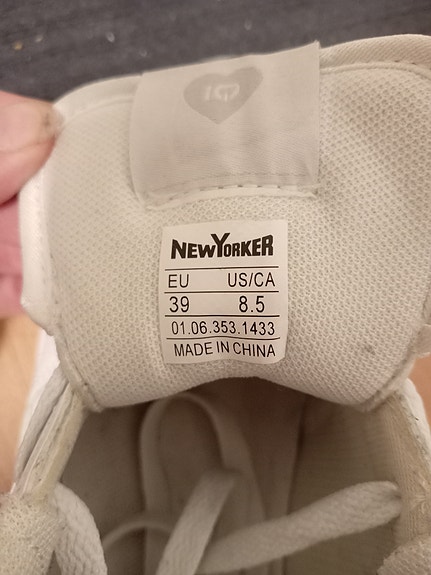 NEWYORKER
EU US/CA
39 8.5
01.06.353.1433
MADE IN CHINA